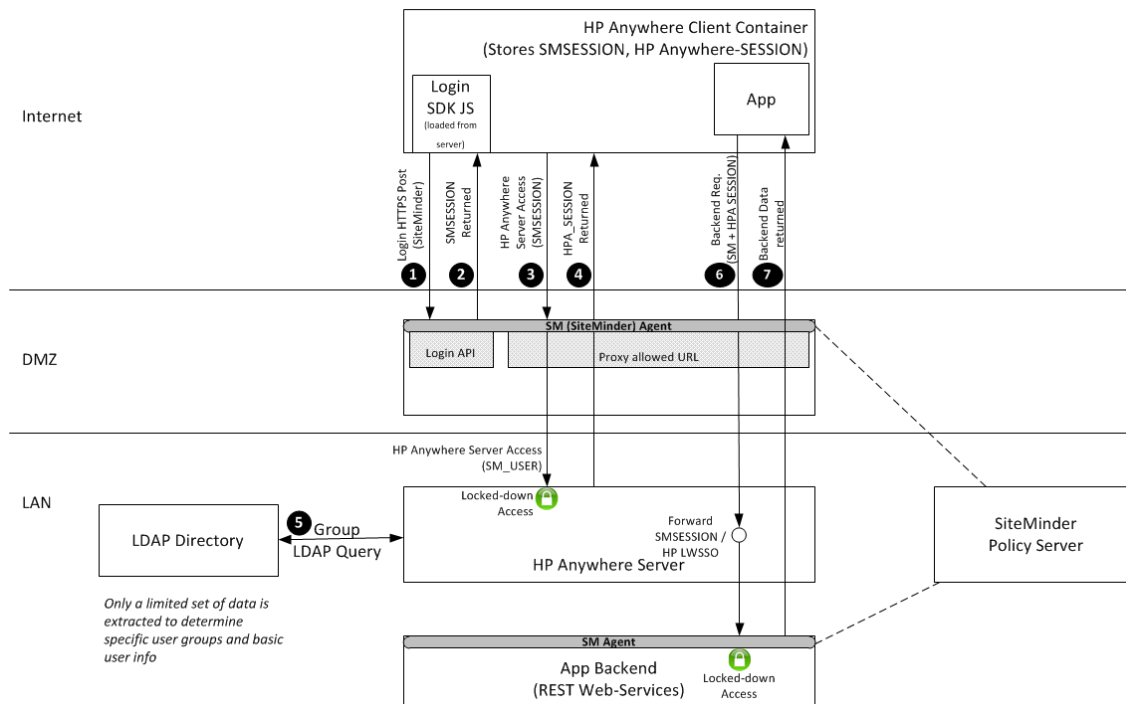 HP Anywhere Client Container
(Stores SMSESSION, HP Anywhere-SESSION)
Login
SDK JS
(loaded from
server)
App
Internet
Login HTTPS Post
(SiteMinder)
SMSESSION
Returned
HP Anywhere
Server Access
(SMSESSION)
HPA_SESSION
Returned
Backend Req.
(SM + HPA SESSION)
Backend Data
returned
1
2
3
4
6
7
SM (SiteMinder) Agent
Login API
Proxy allowed URL
DMZ
HP Anywhere Server Access
(SM_USER)
LAN
Locked-down
Access
5
Group
LDAP Query
LDAP Directory
Forward
SMSESSION /
HP LWSSO
HP Anywhere Server
SiteMinder
Policy Server
Only a limited set of data is
extracted to determine
specific user groups and basic
user info
SM Agent
App Backend
(REST Web-Services)
Locked-down
Access